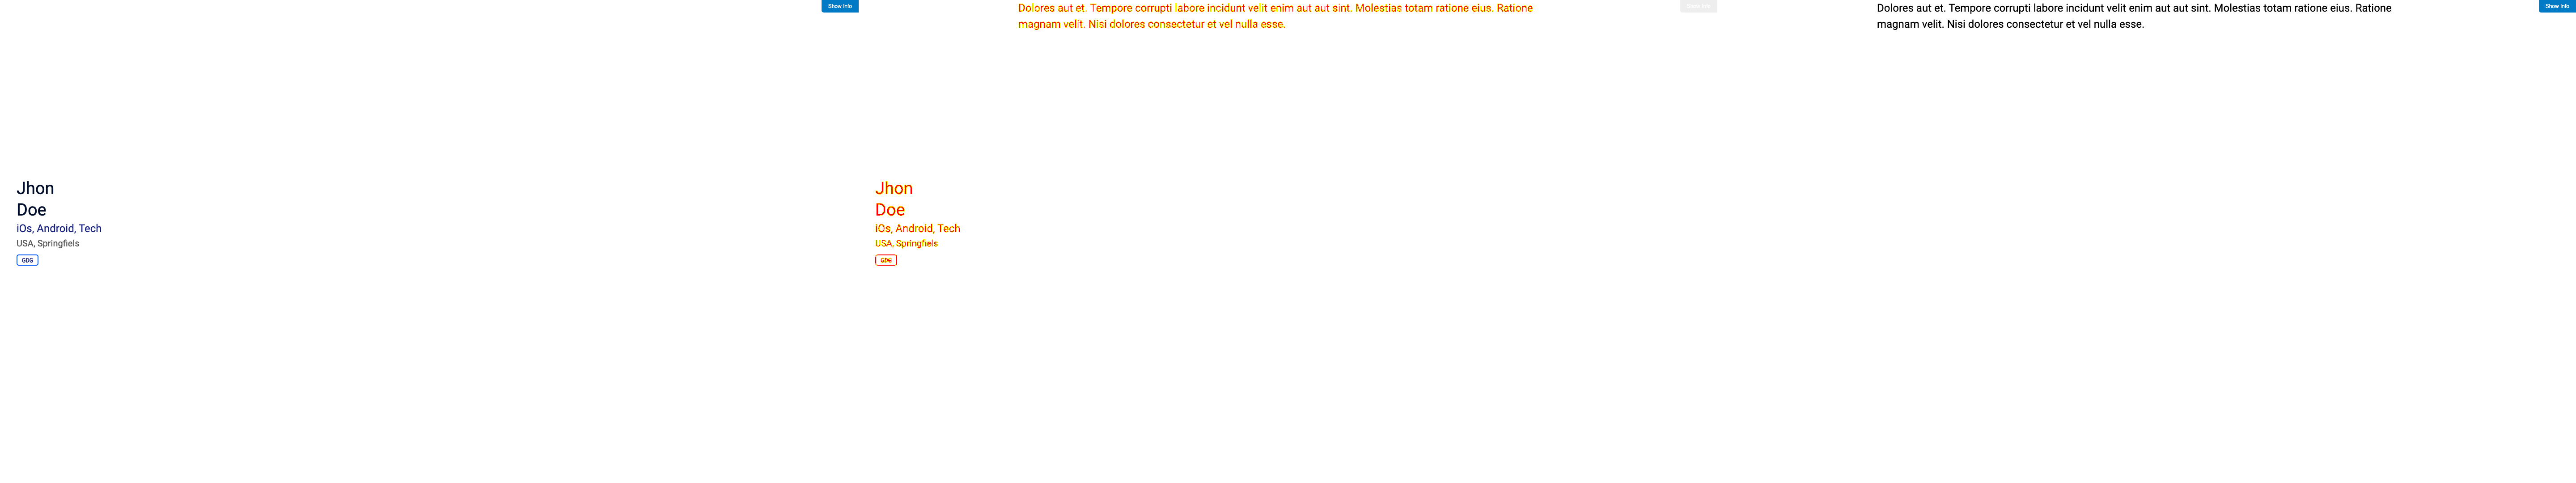 Show Info
Jhon
Doe
iOs, Android, Tech
USA, Springfiels
GDG
Dolores aut et. Tempore corrupti labore incidunt velit enim aut aut sint. Molestias totam ratione eius. Ratione
magnam velit. Nisi dolores consectetur et vel nulla esse.
Show Info
Jhon
Doe
iOs, Android, Tech
USA, Springfiels
GDG
Dolores aut et. Tempore corrupti labore incidunt velit enim aut aut sint. Molestias totam ratione eius. Ratione
magnam velit. Nisi dolores consectetur et vel nulla esse.
Show Info